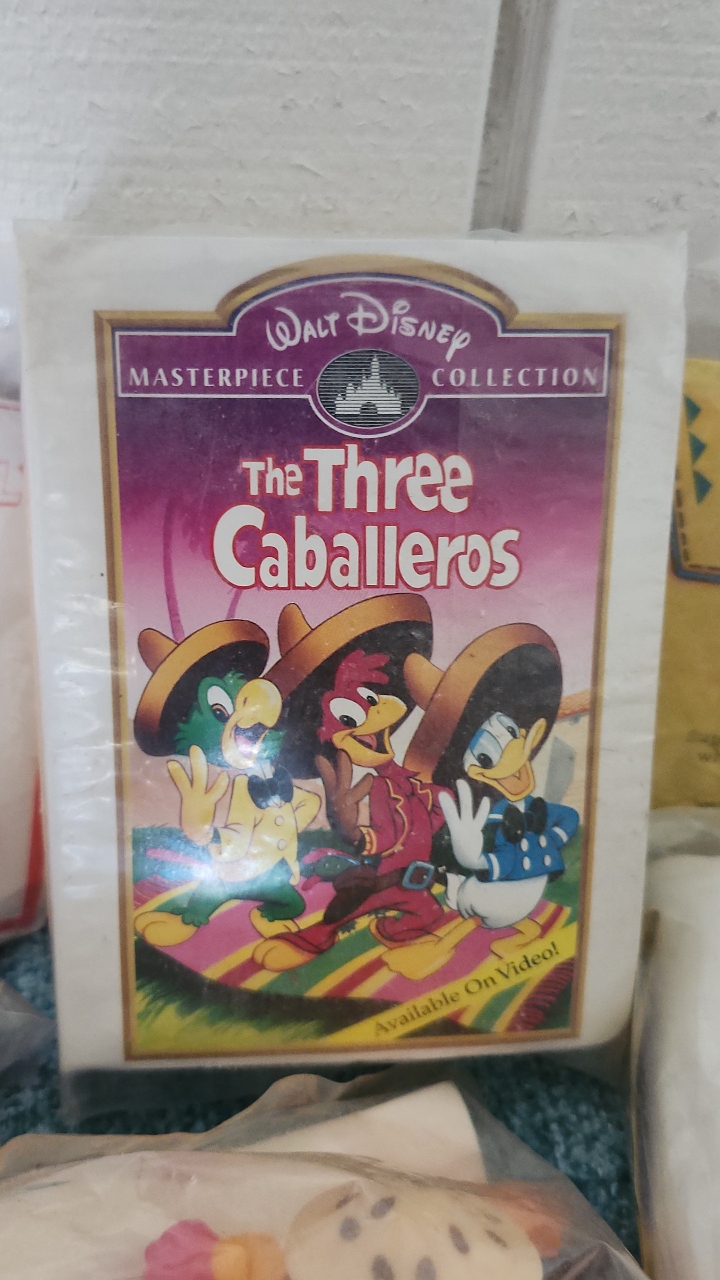 Walt Disney
MASTERPIECE COLLECTION
The Three
Caballeros
Available On Video!